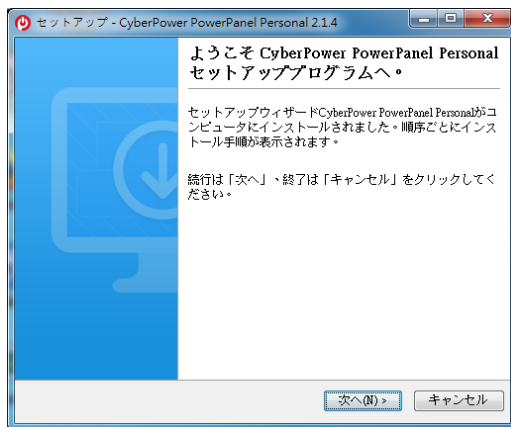 セットアップ - CyberPower PowerPanel Personal 2.1.4
ようこそ CyberPower PowerPanel Personal
セットアッププログラムへ。
セットアップウィザードCyberPower PowerPanel Personalがコ
ンピュータにインストールされました。順序ごとにインス
トール手順が表示されます。
続行は「次へ」、終了は「キャンセル」をクリックしてく
ださい。
次へ(N) >
キャンセル